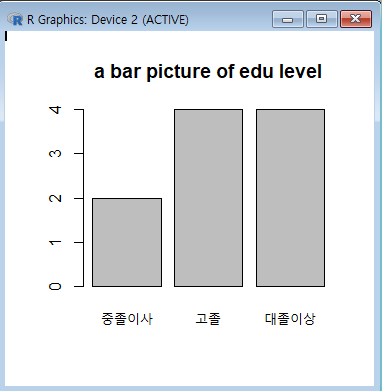 R Graphics: Device 2 (ACTIVE)
a bar picture of edu level
4
3
2
1
0
중졸이사 고졸 대졸이상